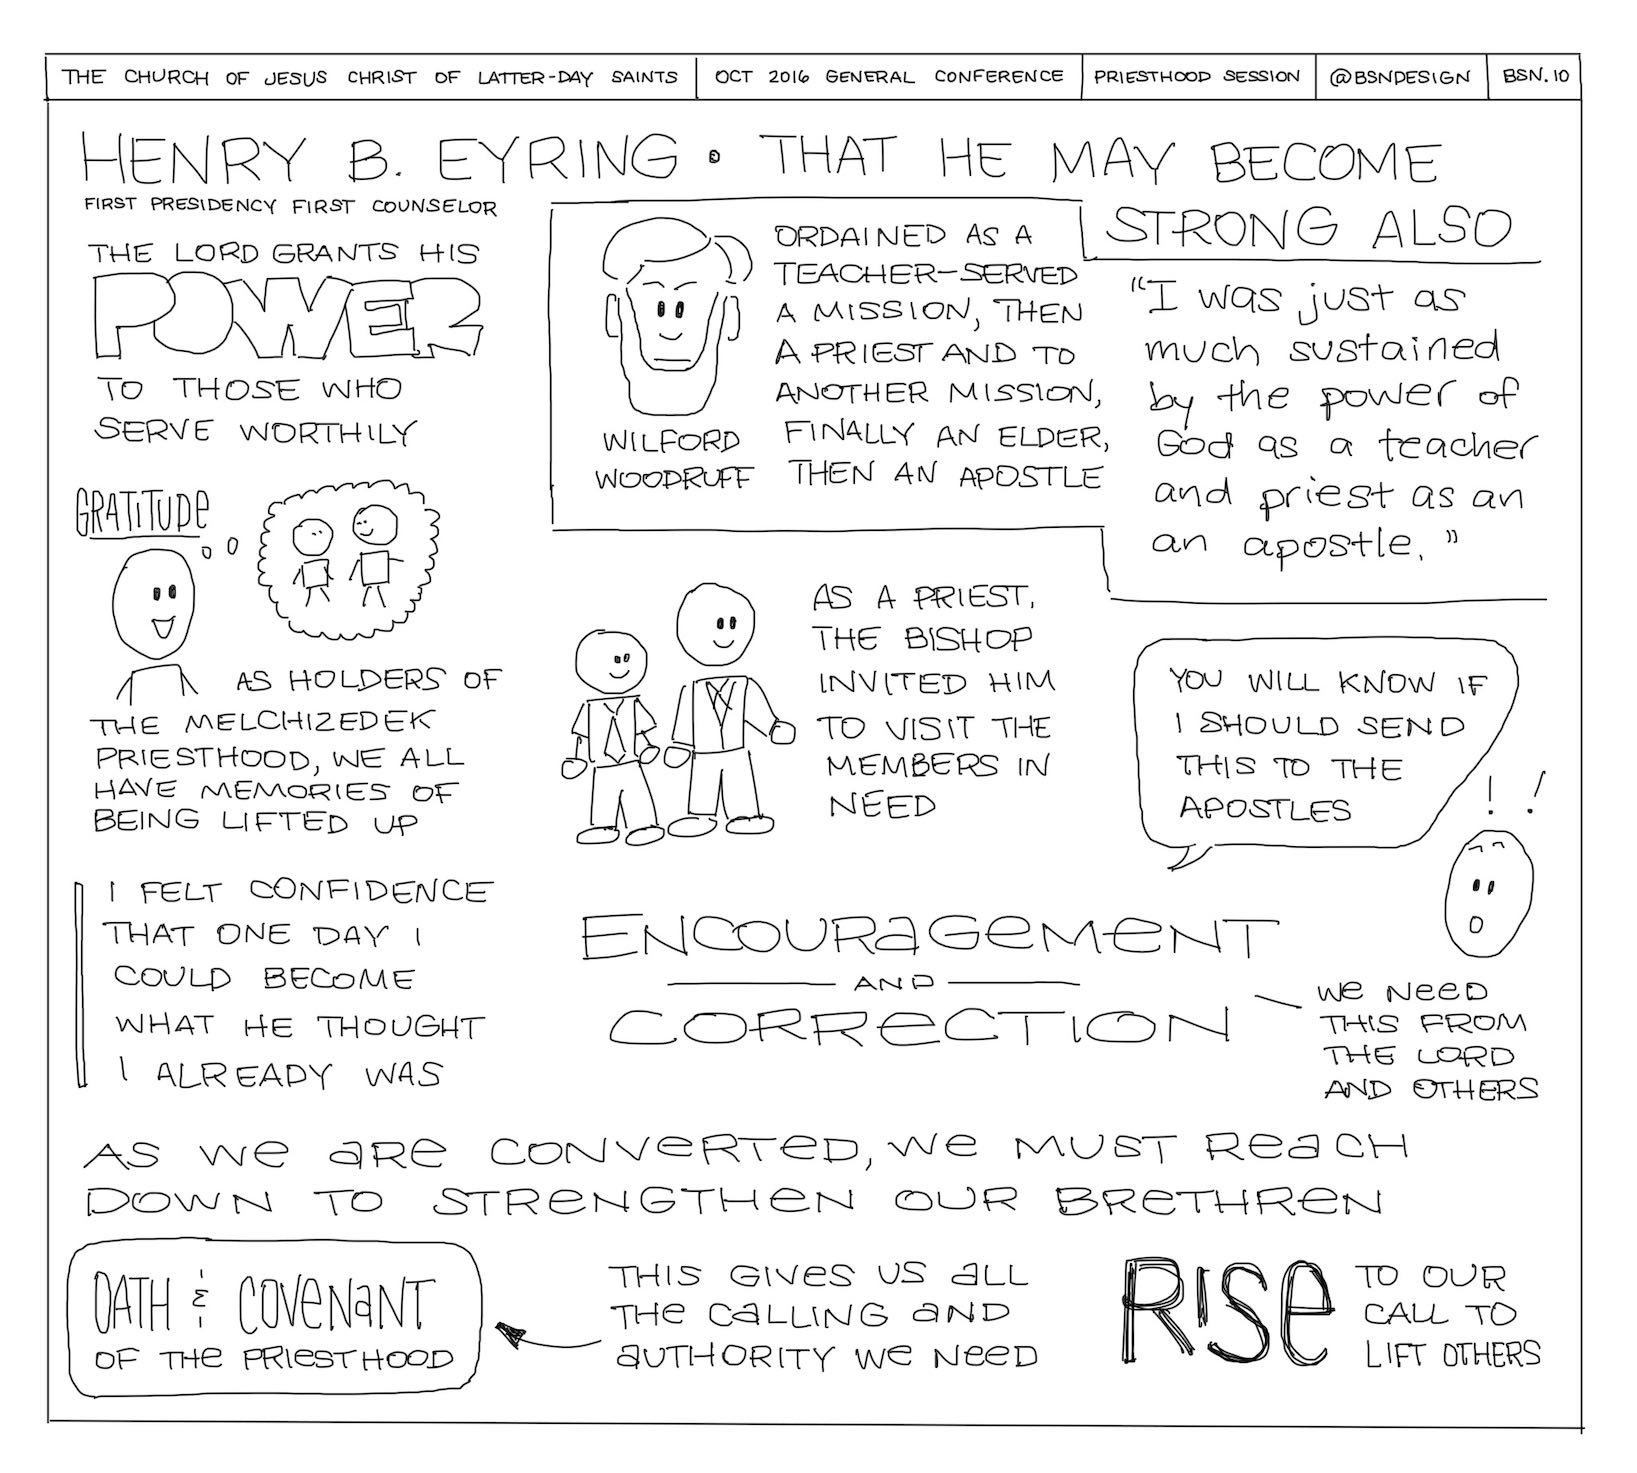 THE CHURCH OF JESUS CHRIST OF LATTER-DAY SAINTS
OCT 2016 GENERAL CONFERENCE
PRIESTHOOD SESSION
@BSNDESIGN
BSN.IO
HENRY B. EYRING • THAT HE MAY BECOME
STRONG ALSO
FIRST PRESIDENCY FIRST COUNSELOR
THE LORD GRANTS HIS
POWER
TO THOSE WHO
SERVE WORTHILY
WILFORD
WOODRUFF
ORDAINED AS A
TEACHER-SERVED
A MISSION, THEN
A PRIEST AND TO
ANOTHER MISSION,
FINALLY AN ELDER,
THEN AN APOSTLE
"I was just as
much sustained
by the power of
God as a teacher
and priest as an
an apostle."
GRATITUDE
AS HOLDERS OF
THE MELCHIZEDEK
PRIESTHOOD, WE ALL
HAVE MEMORIES OF
BEING LIFTED UP
AS A PRIEST,
THE BISHOP
INVITED HIM
TO VISIT THE
MEMBERS IN
NEED
YOU WILL KNOW IF
I SHOULD SEND
THIS TO THE
APOSTLES
! !
I FELT CONFIDENCE
THAT ONE DAY I
COULD BECOME
WHAT HE THOUGHT
I ALREADY WAS
ENCOURAGEMENT
AND
CORRECTION
WE NEED
THIS FROM
THE LORD
AND OTHERS
AS WE ARE CONVERTED, WE MUST REACH
DOWN TO STRENGTHEN OUR BRETHREN
OATH & COVENANT
OF THE PRIESTHOOD
THIS GIVES US ALL
THE CALLING AND
AUTHORITY WE NEED
RISE
TO OUR
CALL TO
LIFT OTHERS